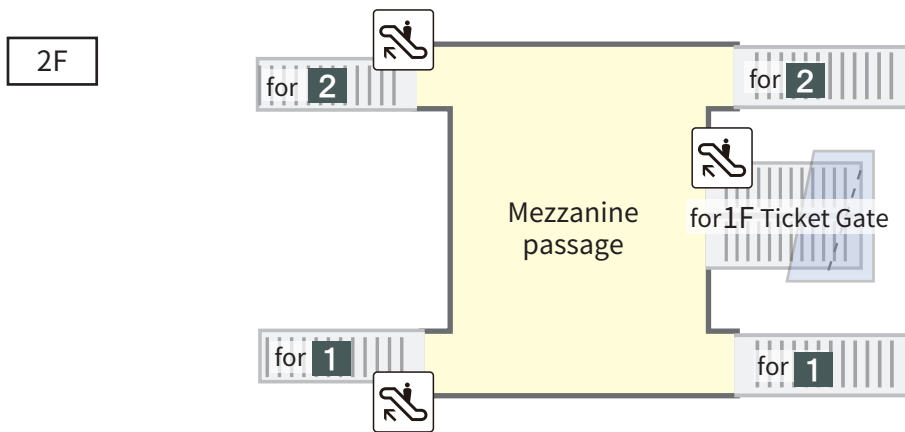 2F
for 2
for 2
Mezzanine
passage
for1F Ticket Gate
for 1
for 1